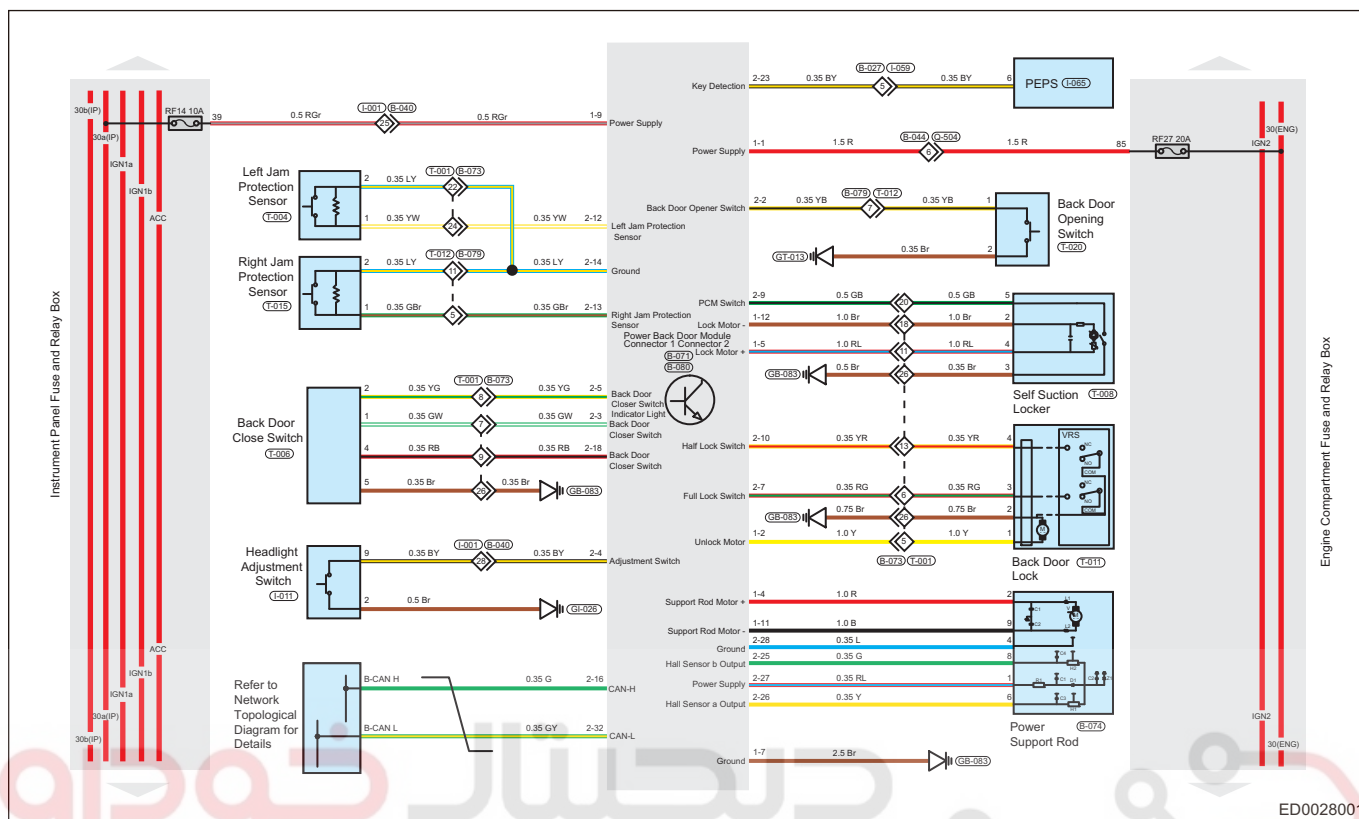 Instrument Panel Fuse and Relay Box
30b(IP)
30a(IP)
IGN1a
IGN1b
ACC
RF14 10A
39
0.5 RGr
I-001 B-040
25
0.5 RGr
1-9
Power Supply
Left Jam
Protection
Sensor
T-004
2
0.35 LY
T-001 B-073
22
1
0.35 YW
24
0.35 YW
2-12
Left Jam Protection
Sensor
Right Jam
Protection
Sensor
T-015
2
0.35 LY
T-012 B-079
11
0.35 LY
2-14
Ground
1
0.35 GBr
5
0.35 GBr
2-13
Right Jam Protection
Sensor
Power Back Door Module
Connector 1 Connector 2
B-071
B-080
Back Door
Close Switch
T-006
2
0.35 YG
T-001 B-073
8
0.35 YG
2-5
Back Door
Closer Switch
Indicator Light
1
0.35 GW
7
0.35 GW
2-3
Back Door
Closer Switch
4
0.35 RB
9
0.35 RB
2-18
Back Door
Closer Switch
5
0.35 Br
26
0.35 Br
GB-083
Headlight
Adjustment
Switch
I-011
9
0.35 BY
I-001 B-040
28
0.35 BY
2-4
Adjustment Switch
2
0.5 Br
GI-026
Refer to
Network
Topological
Diagram for
Details
B-CAN H
0.35 G
2-16
CAN-H
B-CAN L
0.35 GY
2-32
CAN-L
ACC
IGN1b
IGN1a
30a(IP)
30b(IP)
Key Detection
2-23
0.35 BY
B-027 I-059
5
0.35 BY
6
PEPS I-065
Power Supply
1-1
1.5 R
B-044 Q-504
6
1.5 R
85
RF27 20A
IGN2
30(ENG)
Back Door Opener Switch
2-2
0.35 YB
B-079 T-012
7
0.35 YB
1
Back Door
Opening
Switch
T-020
GT-013
0.35 Br
2
PCM Switch
2-9
0.5 GB
20
0.5 GB
5
Lock Motor -
1-12
1.0 Br
18
1.0 Br
2
Lock Motor +
1-5
1.0 RL
11
1.0 RL
4
GB-083
0.5 Br
26
0.35 Br
3
Self Suction
Locker
T-008
Half Lock Switch
2-10
0.35 YR
13
0.35 YR
4
VRS
NC
NO
COM
Full Lock Switch
2-7
0.35 RG
6
0.35 RG
3
NC
NO
COM
GB-083
0.75 Br
26
0.75 Br
2
M
Unlock Motor
1-2
1.0 Y
5
1.0 Y
1
B-073 T-001
Back Door
Lock
T-011
Support Rod Motor +
1-4
1.0 R
2
L1
C1
C2
V
L2
Support Rod Motor -
1-11
1.0 B
9
Ground
2-28
0.35 L
4
Hall Sensor b Output
2-25
0.35 G
8
Power Supply
2-27
0.35 RL
1
Hall Sensor a Output
2-26
0.35 Y
6
Power
Support Rod
B-074
Ground
1-7
2.5 Br
GB-083
IGN2
30(ENG)
Engine Compartment Fuse and Relay Box
دیجیتال خودرو
ED0028001